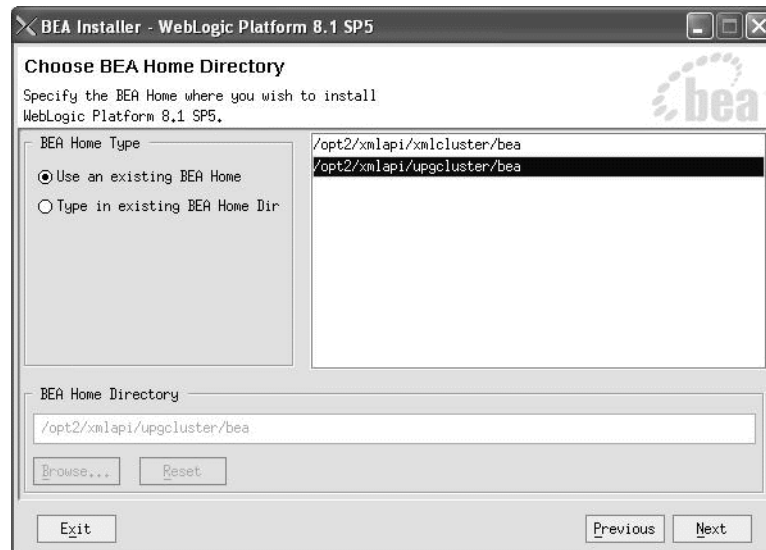 BEA Installer - WebLogic Platform 8.1 SP5
Choose BEA Home Directory
Specify the BEA Home where you wish to install
WebLogic Platform 8.1 SP5.
bea
BEA Home Type
Use an existing BEA Home
Type in existing BEA Home Dir
/opt2/xmlapi/xmlcluster/bea
/opt2/xmlapi/upgcluster/bea
BEA Home Directory
/opt2/xmlapi/upgcluster/bea
Browse... Reset
Exit Previous Next